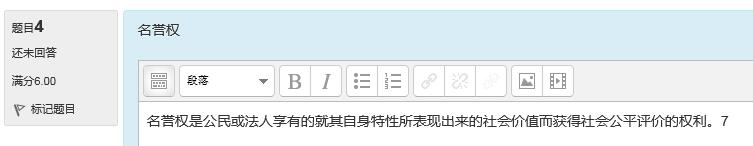 题目4
还未回答
满分6.00
标记题目
名誉权
段落
B I
名誉权是公民或法人享有的就其自身特性所表现出来的社会价值而获得社会公平评价的权利。7